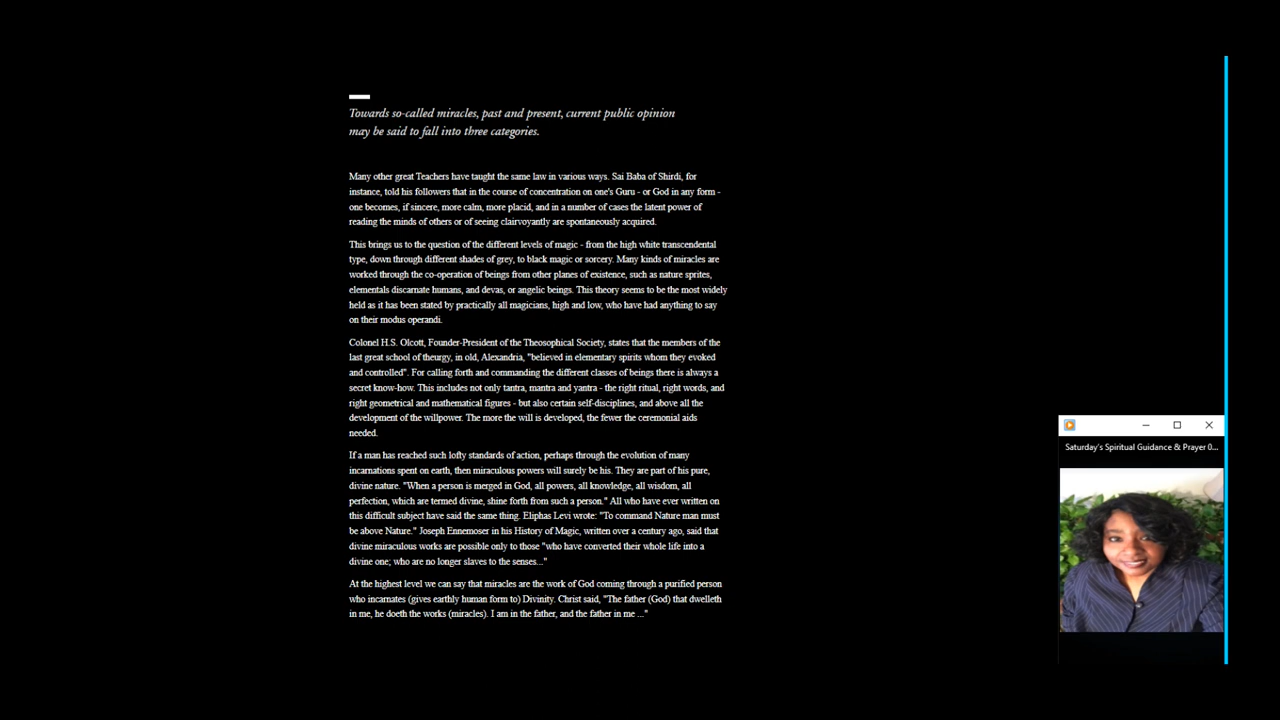 Towards so-called miracles, past and present, current public opinion
may be said to fall into three categories.
Many other great Teachers have taught the same law in various ways. Sai Baba of Shirdi, for
instance, told his followers that in the course of concentration on one's Guru - or God in any form -
one becomes, if sincere, more calm, more placid, and in a number of cases the latent power of
reading the minds of others or of seeing clairvoyantly are spontaneously acquired.
This brings us to the question of the different levels of magic - from the high white transcendental
type, down through different shades of grey, to black magic or sorcery. Many kinds of miracles are
worked through the co-operation of beings from other planes of existence, such as nature sprites,
elementals discarnate humans, and devas, or angelic beings. This theory seems to be the most widely
held as it has been stated by practically all magicians, high and low, who have had anything to say
on their modus operandi.
Colonel H.S. Olcott, Founder-President of the Theosophical Society, states that the members of the
last great school of theurgy, in old, Alexandria, "believed in elementary spirits whom they evoked
and controlled". For calling forth and commanding the different classes of beings there is always a
secret know-how. This includes not only tantra, mantra and yantra - the right ritual, right words, and
right geometrical and mathematical figures - but also certain self-disciplines, and above all the
development of the willpower. The more the will is developed, the fewer the ceremonial aids
needed.
If a man has reached such lofty standards of action, perhaps through the evolution of many
incarnations spent on earth, then miraculous powers will surely be his. They are part of his pure,
divine nature. "When a person is merged in God, all powers, all knowledge, all wisdom, all
perfection, which are termed divine, shine forth from such a person." All who have ever written on
this difficult subject have said the same thing. Eliphas Levi wrote: "To command Nature man must
be above Nature." Joseph Ennemoser in his History of Magic, written over a century ago, said that
divine miraculous works are possible only to those "who have converted their whole life into a
divine one; who are no longer slaves to the senses..."
At the highest level we can say that miracles are the work of God coming through a purified person
who incarnates (gives earthly human form to) Divinity. Christ said, "The father (God) that dwelleth
in me, he doeth the works (miracles). I am in the father, and the father in me ..."
Saturday's Spiritual Guidance & Prayer 0...